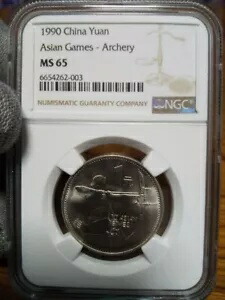 1990 China Yuan
Asian Games - Archery
MS 65
6654262-003
NUMISMATIC GUARANTY COMPANY
NGC